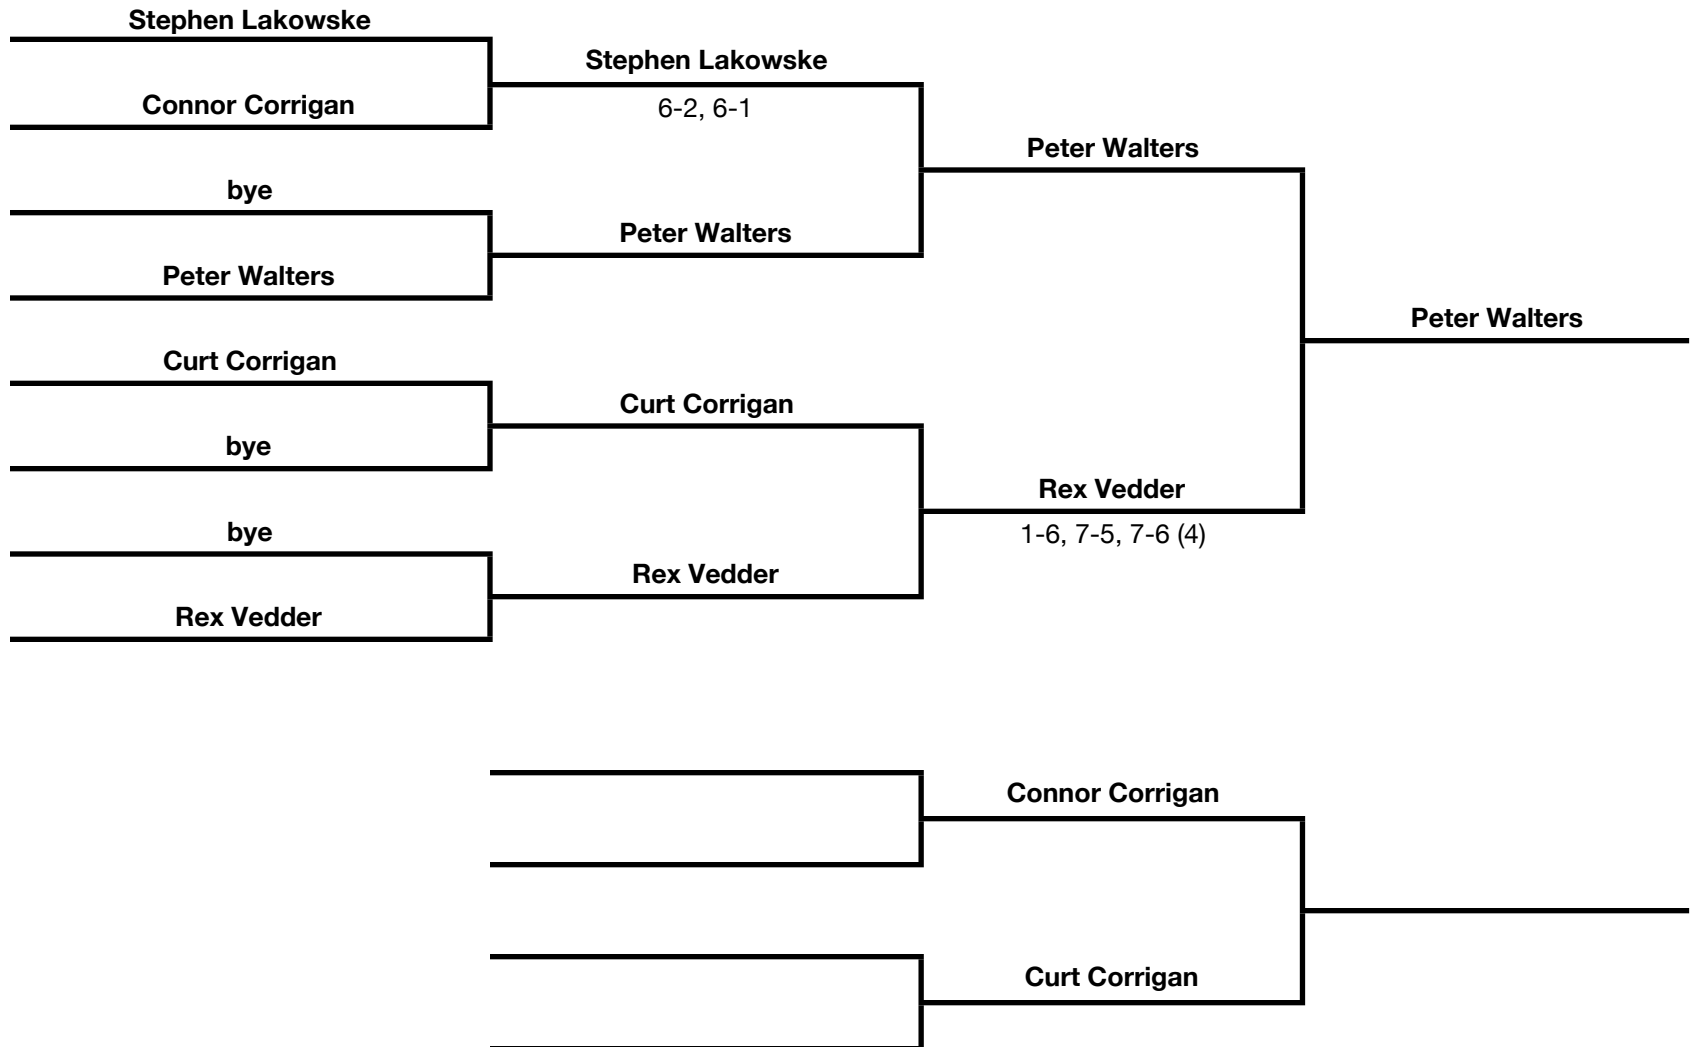 Stephen Lakowske
Connor Corrigan
bye
Peter Walters
Curt Corrigan
bye
bye
Rex Vedder
Stephen Lakowske
6-2, 6-1
Peter Walters
Curt Corrigan
Rex Vedder
Peter Walters
Rex Vedder
1-6, 7-5, 7-6 (4)
Peter Walters
Connor Corrigan
Curt Corrigan